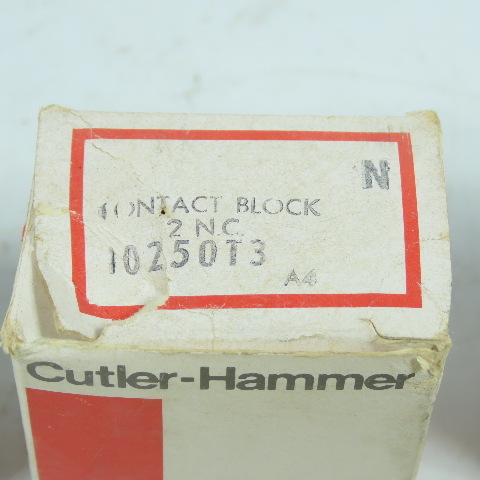 N
CONTACT BLOCK
2 N.C.
10250T3
A4
Cutler-Hammer